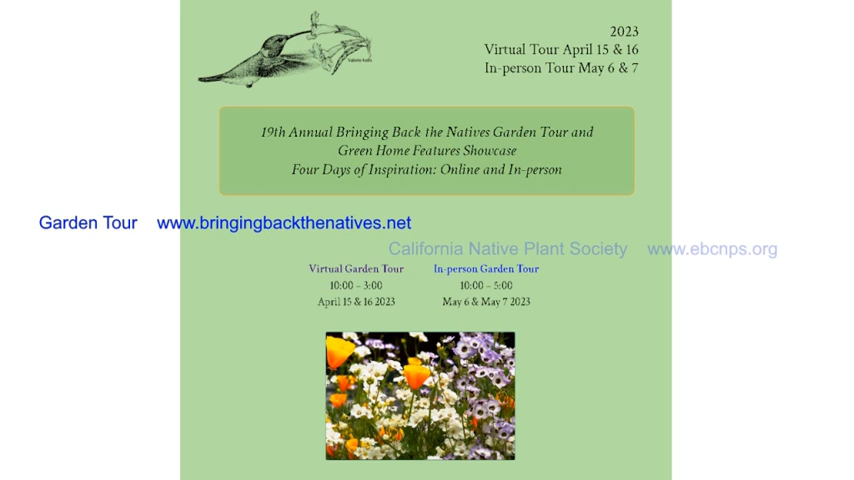 2023
Virtual Tour April 15 & 16
In-person Tour May 6 & 7
19th Annual Bringing Back the Natives Garden Tour and
Green Home Features Showcase
Four Days of Inspiration: Online and In-person
Garden Tour www.bringingbackthenatives.net
California Native Plant Society www.ebcnps.org
Virtual Garden Tour In-person Garden Tour
10:00 – 3:00 10:00 – 5:00
April 15 & 16 2023 May 6 & May 7 2023